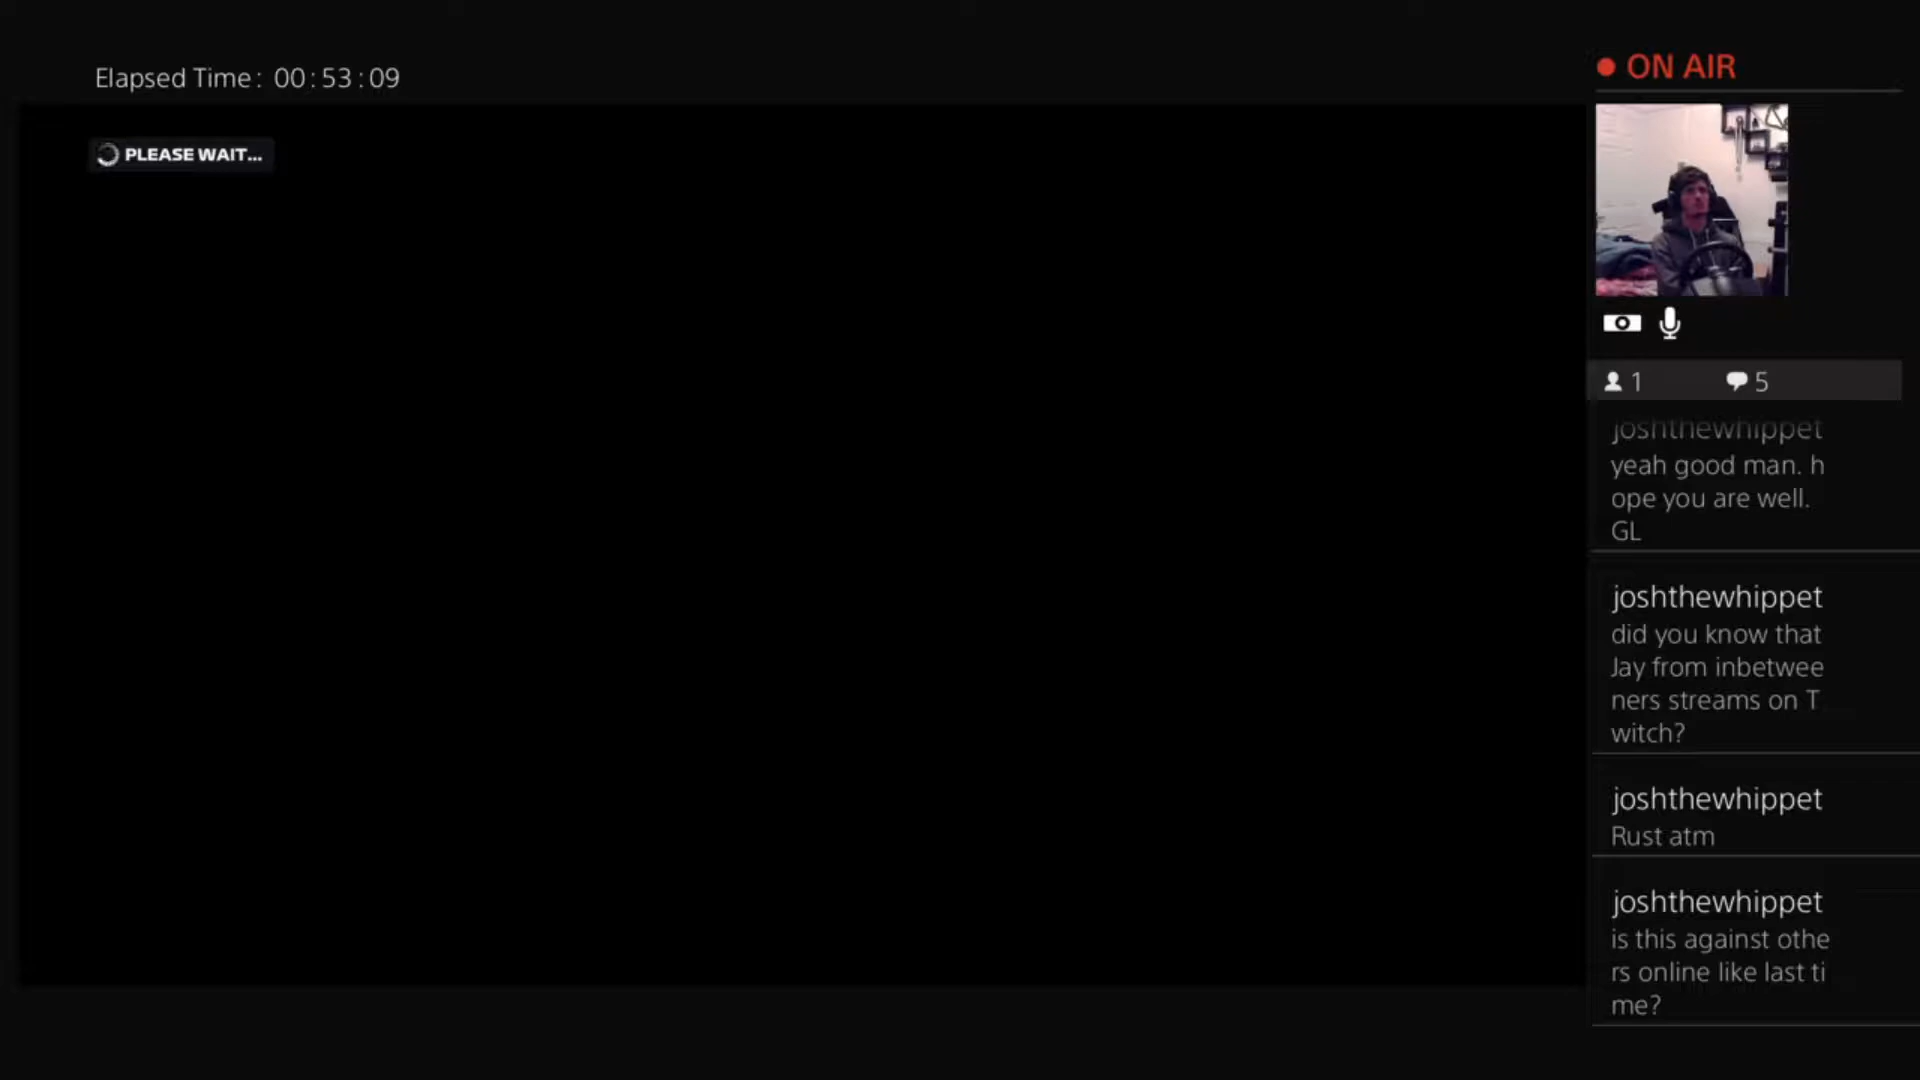 Elapsed Time: 00:53:09
ON AIR
PLEASE WAIT...
1
5
joshthewhippet
yeah good man. h
ope you are well.
GL
joshthewhippet
did you know that
Jay from inbetwee
ners streams on T
witch?
joshthewhippet
Rust atm
joshthewhippet
is this against othe
rs online like last ti
me?